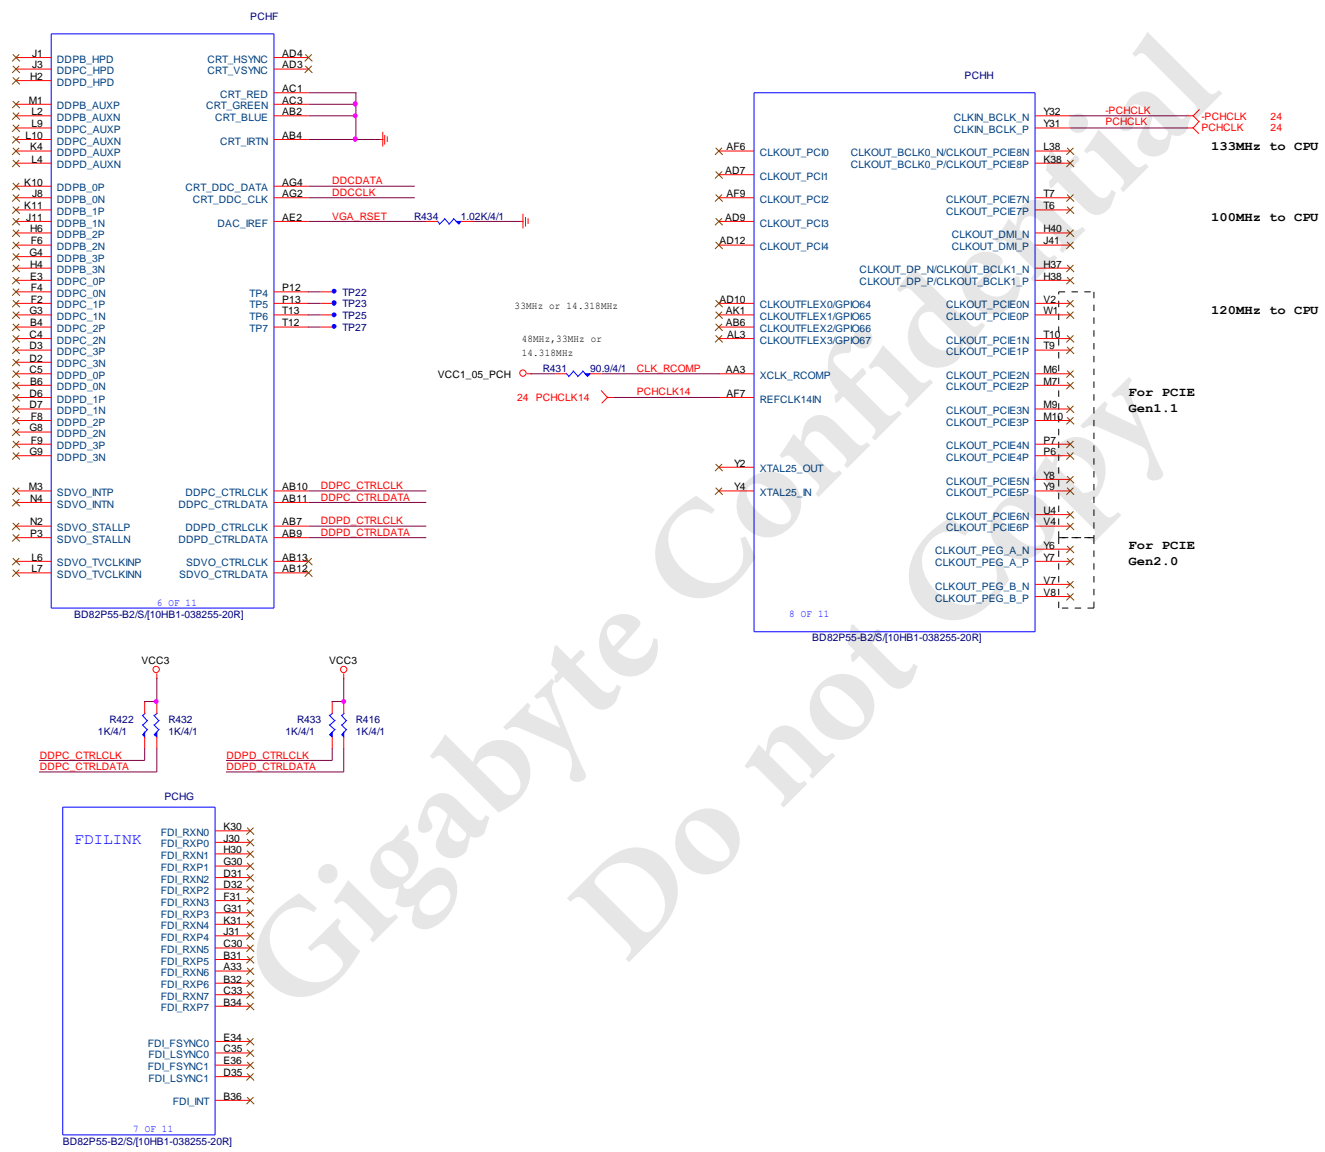 PCHF
J1 DDPB_HPD
J3 DDPC_HPD
H2 DDPD_HPD
M1 DDPB_AUXP
L2 DDPB_AUXN
L9 DDPC_AUXP
L10 DDPC_AUXN
K4 DDPD_AUXP
L4 DDPD_AUXN
K10 DDPB_0P
J8 DDPB_0N
K11 DDPB_1P
J11 DDPB_1N
H6 DDPB_2P
F6 DDPB_2N
G4 DDPB_3P
H4 DDPB_3N
E3 DDPC_0P
F4 DDPC_0N
F2 DDPC_1P
G3 DDPC_1N
B4 DDPC_2P
C4 DDPC_2N
D3 DDPC_3P
D2 DDPC_3N
C5 DDPD_0P
B6 DDPD_0N
D6 DDPD_1P
D7 DDPD_1N
F8 DDPD_2P
G8 DDPD_2N
F9 DDPD_3P
G9 DDPD_3N
M3 SDVO_INTP
N4 SDVO_INTN
N2 SDVO_STALLP
P3 SDVO_STALLN
L6 SDVO_TVCLKINP
L7 SDVO_TVCLKINN
CRT_HSYNC AD4
CRT_VSYNC AD3
CRT_RED AC1
CRT_GREEN AC3
CRT_BLUE AB2
CRT_IRTN AB4
CRT_DDC_DATA AG4 DDCDATA
CRT_DDC_CLK AG2 DDCCLK
DAC_IREF AE2 VGA_RSET R434 1.02K/4/1
TP4 P12 TP22
TP5 P13 TP23
TP6 T13 TP25
TP7 T12 TP27
DDPC_CTRLCLK AB10 DDPC_CTRLCLK
DDPC_CTRLDATA AB11 DDPC_CTRLDATA
DDPD_CTRLCLK AB7 DDPD_CTRLCLK
DDPD_CTRLDATA AB9 DDPD_CTRLDATA
SDVO_CTRLCLK AB13
SDVO_CTRLDATA AB12
6 OF 11
BD82P55-B2/S/[10HB1-038255-20R]
PCHH
AF6 CLKOUT_PCI0
AD7 CLKOUT_PCI1
AF9 CLKOUT_PCI2
AD9 CLKOUT_PCI3
AD12 CLKOUT_PCI4
33MHz or 14.318MHz
AD10 CLKOUTFLEX0/GPIO64
AK1 CLKOUTFLEX1/GPIO65
AB6 CLKOUTFLEX2/GPIO66
AL3 CLKOUTFLEX3/GPIO67
48MHz,33MHz or
14.318MHz
VCC1_05_PCH R431 90.9/4/1 CLK_RCOMP AA3 XCLK_RCOMP
24 PCHCLK14 PCHCLK14 AF7 REFCLK14IN
Y2 XTAL25_OUT
Y4 XTAL25_IN
CLKIN_BCLK_N Y32 -PCHCLK -PCHCLK 24
CLKIN_BCLK_P Y31 PCHCLK PCHCLK 24
133MHz to CPU
CLKOUT_BCLK0_N/CLKOUT_PCIE8N L38
CLKOUT_BCLK0_P/CLKOUT_PCIE8P K38
CLKOUT_PCIE7N T7
CLKOUT_PCIE7P T6
100MHz to CPU
CLKOUT_DMI_N H40
CLKOUT_DMI_P J41
CLKOUT_DP_N/CLKOUT_BCLK1_N H37
CLKOUT_DP_P/CLKOUT_BCLK1_P H38
120MHz to CPU
CLKOUT_PCIE0N V2
CLKOUT_PCIE0P W1
CLKOUT_PCIE1N T10
CLKOUT_PCIE1P T9
CLKOUT_PCIE2N M6
CLKOUT_PCIE2P M7
CLKOUT_PCIE3N M9
CLKOUT_PCIE3P M10
For PCIE
Gen1.1
CLKOUT_PCIE4N P7
CLKOUT_PCIE4P P6
CLKOUT_PCIE5N Y8
CLKOUT_PCIE5P Y9
CLKOUT_PCIE6N U4
CLKOUT_PCIE6P V4
CLKOUT_PEG_A_N Y6
CLKOUT_PEG_A_P Y7
For PCIE
Gen2.0
CLKOUT_PEG_B_N V7
CLKOUT_PEG_B_P V8
8 OF 11
BD82P55-B2/S/[10HB1-038255-20R]
VCC3
R422 R432
1K/4/1 1K/4/1
DDPC_CTRLCLK
DDPC_CTRLDATA
VCC3
R433 R416
1K/4/1 1K/4/1
DDPD_CTRLCLK
DDPD_CTRLDATA
PCHG
FDILINK
FDI_RXN0 K30
FDI_RXP0 J30
FDI_RXN1 H30
FDI_RXP1 G30
FDI_RXN2 D31
FDI_RXP2 D32
FDI_RXN3 F31
FDI_RXP3 G31
FDI_RXN4 K31
FDI_RXP4 J31
FDI_RXN5 C30
FDI_RXP5 B31
FDI_RXN6 A33
FDI_RXP6 B32
FDI_RXN7 C33
FDI_RXP7 B34
FDI_FSYNC0 E34
FDI_LSYNC0 C35
FDI_FSYNC1 E36
FDI_LSYNC1 D35
FDI_INT B36
7 OF 11
BD82P55-B2/S/[10HB1-038255-20R]
Gigabyte Confidential
Do not Copy